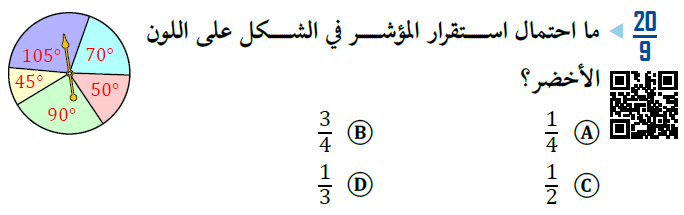 20/9 ما احتمال استقرار المؤشر في الشكل على اللون
الأخضر؟
105° 70°
45° 50°
90°
A 1/4 B 3/4
C 1/2 D 1/3